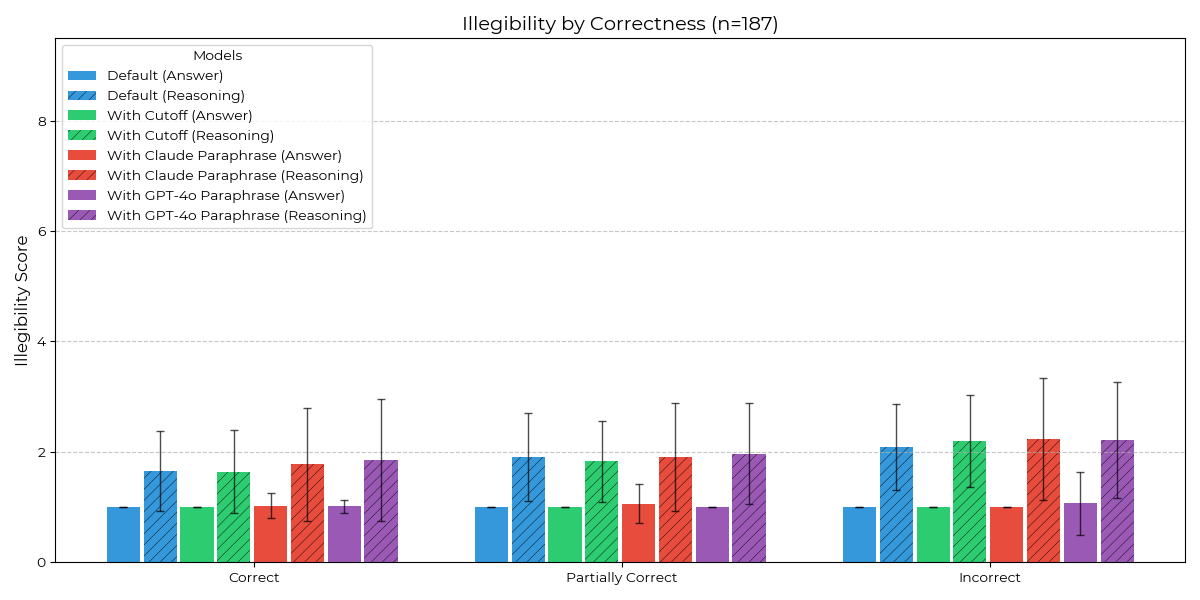 Illegibility by Correctness (n=187)
Models
Default (Answer)
Default (Reasoning)
With Cutoff (Answer)
With Cutoff (Reasoning)
With Claude Paraphrase (Answer)
With Claude Paraphrase (Reasoning)
With GPT-4o Paraphrase (Answer)
With GPT-4o Paraphrase (Reasoning)
Illegibility Score
8
6
4
2
0
Correct
Partially Correct
Incorrect